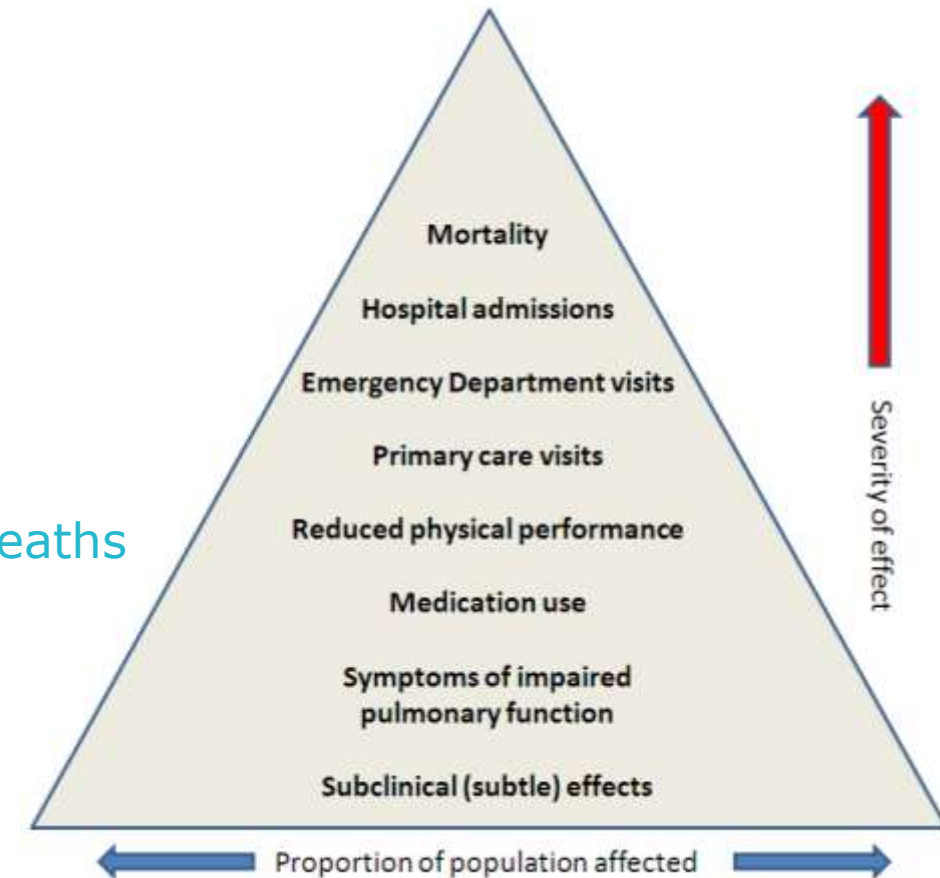 Mortality
Hospital admissions
Emergency Department visits
Primary care visits
Reduced physical performance
eaths
Medication use
Symptoms of impaired
pulmonary function
Subclinical (subtle) effects
Severity of effect
Proportion of population affected